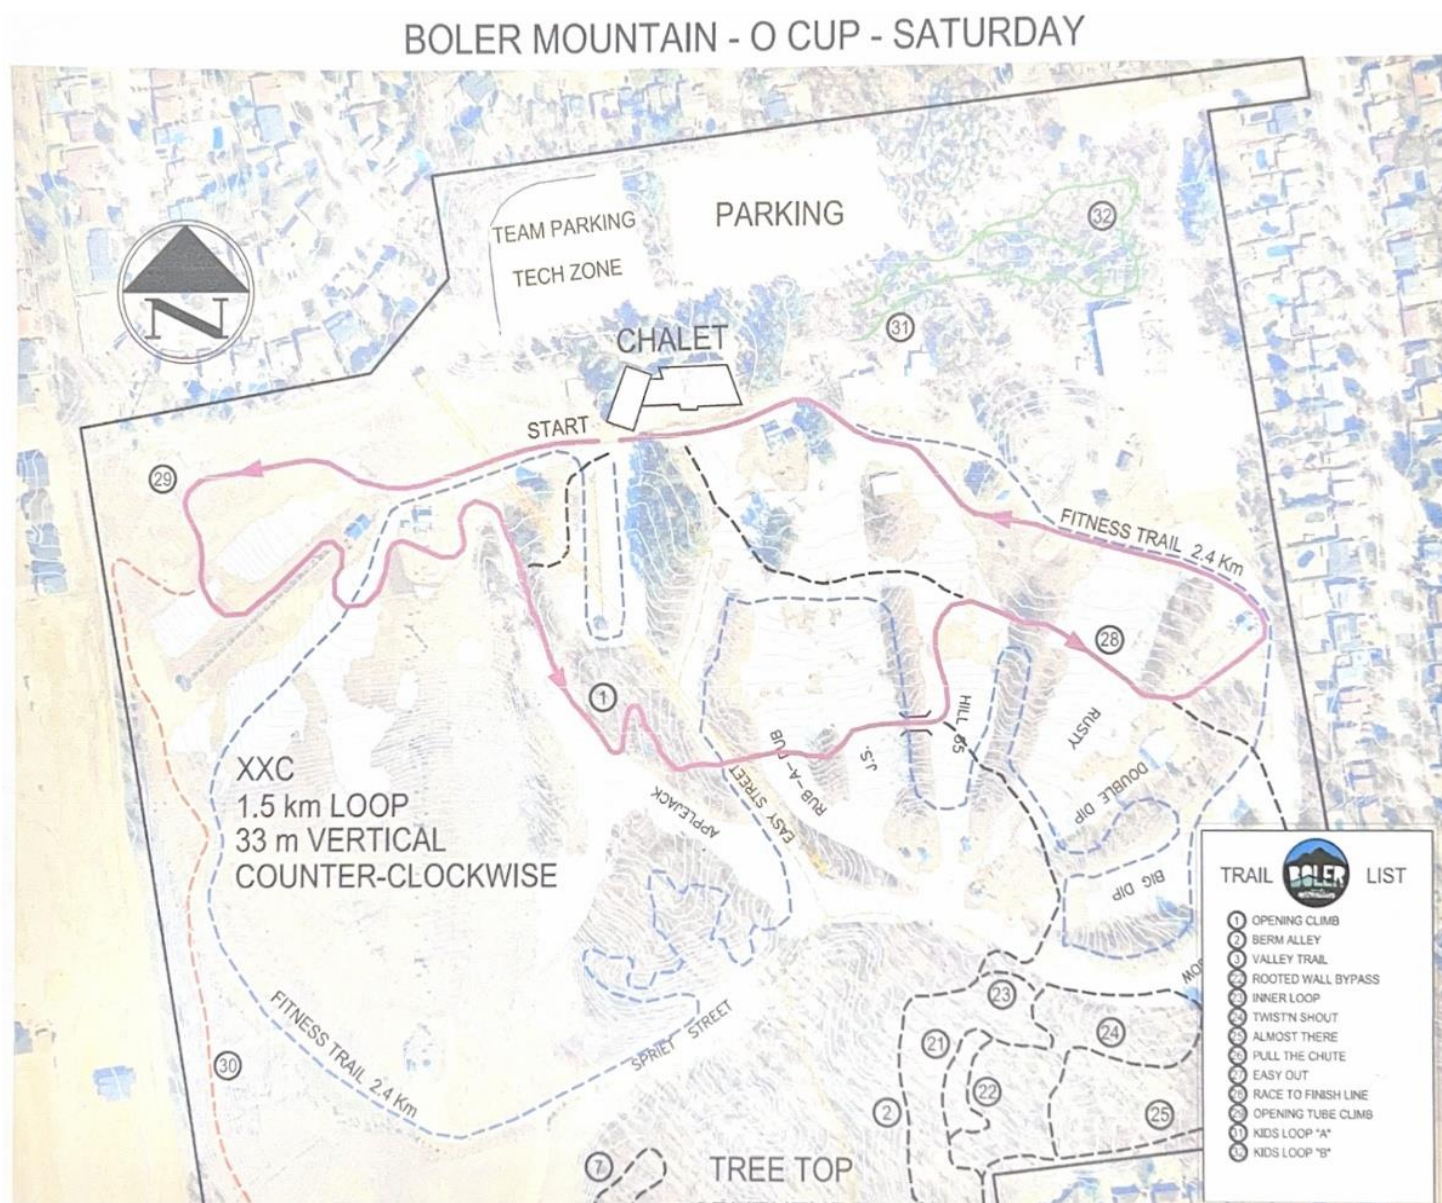 BOLER MOUNTAIN - O CUP - SATURDAY
TEAM PARKING
TECH ZONE
PARKING
32
31
CHALET
START
N
29
FITNESS TRAIL 2.4 Km
28
1
HILL 65
RUSTY
J.S.
RUB-A-DUB
EASY STREET
APPLEJACK
DOUBLE DIP
BIG DIP
XXC
1.5 km LOOP
33 m VERTICAL
COUNTER-CLOCKWISE
FITNESS TRAIL 2.4 Km
SPRIET STREET
30
23
24
21
22
2
25
7
TREE TOP
TRAIL BOLER LIST
1 OPENING CLIMB
2 BERM ALLEY
3 VALLEY TRAIL
22 ROOTED WALL BYPASS
23 INNER LOOP
24 TWIST'N SHOUT
25 ALMOST THERE
26 PULL THE CHUTE
27 EASY OUT
28 RACE TO FINISH LINE
29 OPENING TUBE CLIMB
31 KIDS LOOP "A"
32 KIDS LOOP "B"